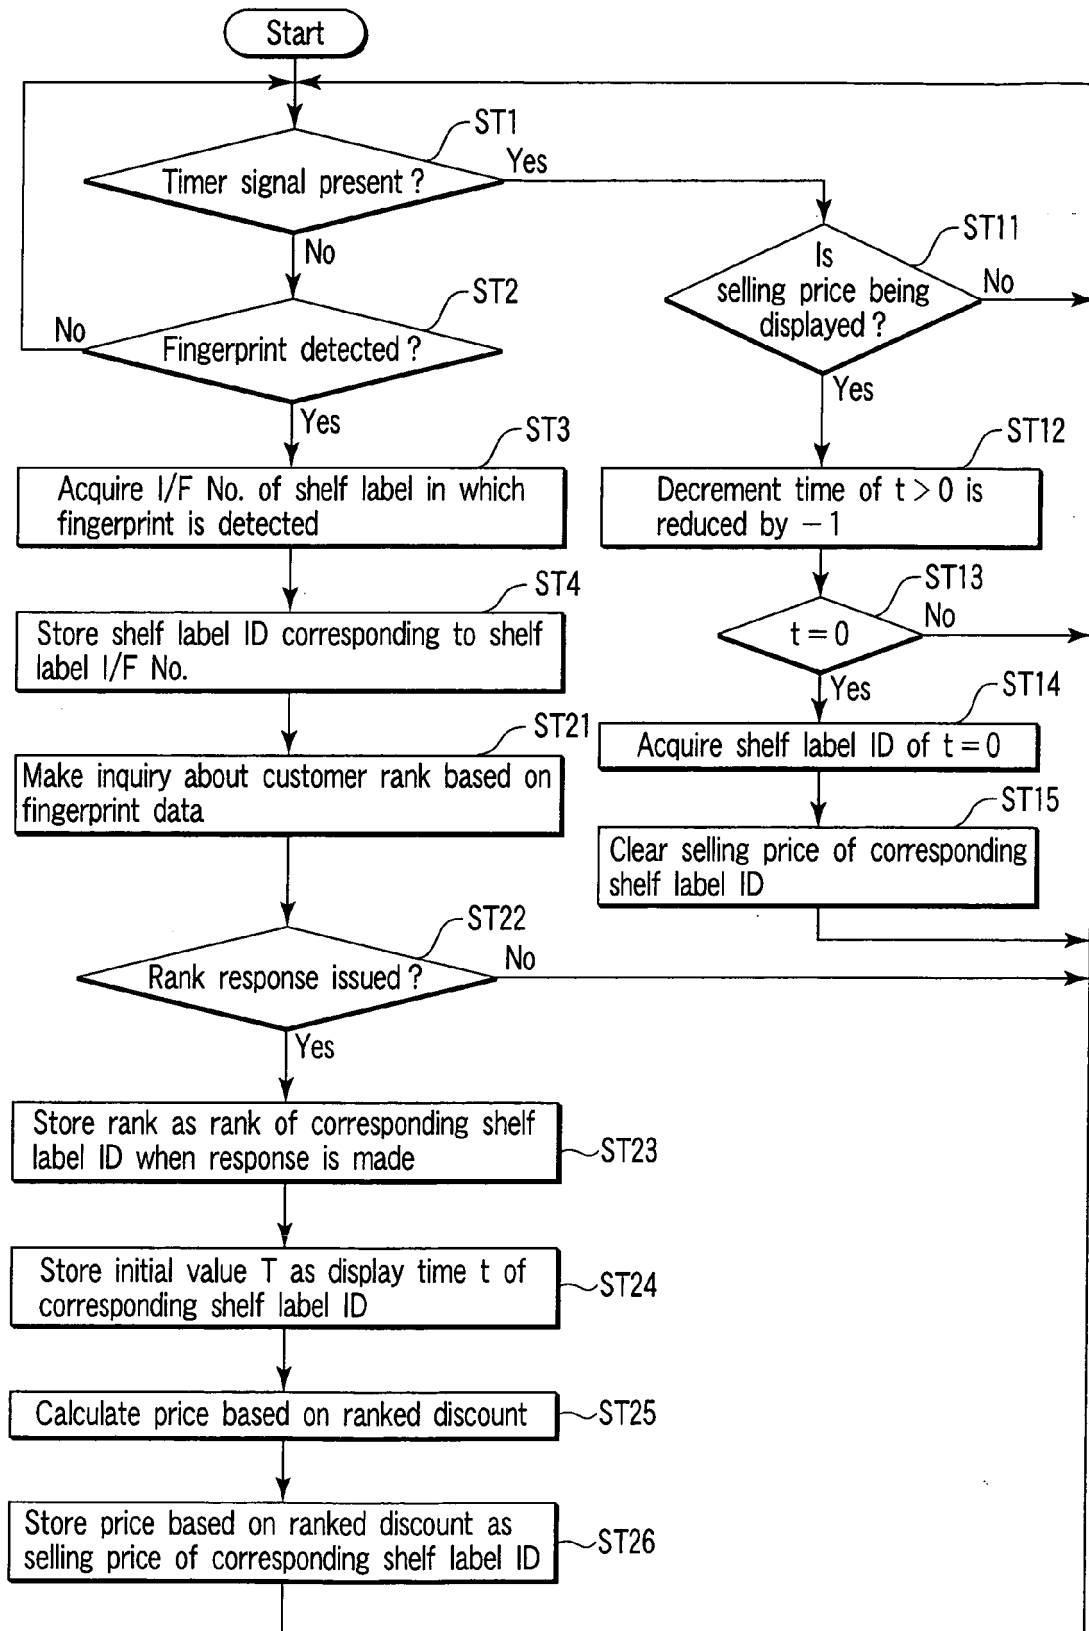 Start
ST1
Timer signal present ?
Yes
No
ST11
Is
selling price being
displayed ?
No
Yes
ST2
Fingerprint detected ?
No
Yes
ST3
Acquire I/F No. of shelf label in which
fingerprint is detected
ST12
Decrement time of t > 0 is
reduced by − 1
ST4
Store shelf label ID corresponding to shelf
label I/F No.
ST13
t = 0
No
Yes
ST14
Acquire shelf label ID of t = 0
ST21
Make inquiry about customer rank based on
fingerprint data
ST15
Clear selling price of corresponding
shelf label ID
ST22
Rank response issued ?
No
Yes
Store rank as rank of corresponding shelf
label ID when response is made
ST23
Store initial value T as display time t of
corresponding shelf label ID
ST24
Calculate price based on ranked discount
ST25
Store price based on ranked discount as
selling price of corresponding shelf label ID
ST26